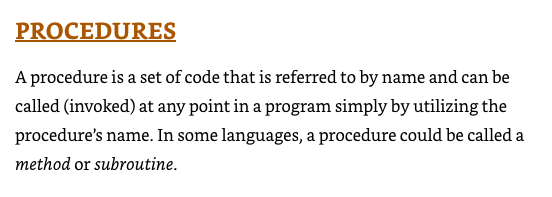 PROCEDURES
A procedure is a set of code that is referred to by name and can be
called (invoked) at any point in a program simply by utilizing the
procedure’s name. In some languages, a procedure could be called a
method or subroutine.